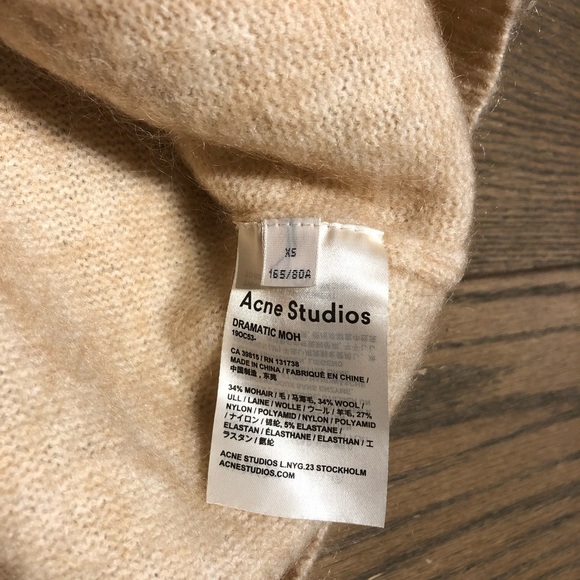 XS
165/80A
Acne Studios
DRAMATIC MOH
19OC53-
CA 39815 / RN 131738
MADE IN CHINA / FABRIQUÉ EN CHINE /
中国制造，东莞
34% MOHAIR / 毛 / 马海毛, 34% WOOL /
ULL / LAINE / WOLLE / ウール / 羊毛, 27%
NYLON / POLYAMID / NYLON / POLYAMID
/ ナイロン / 锦纶, 5% ELASTANE /
ELASTAN / ÉLASTHANE / ELASTHAN / エ
ラスタン / 氨纶
ACNE STUDIOS L.NYG.23 STOCKHOLM
ACNESTUDIOS.COM